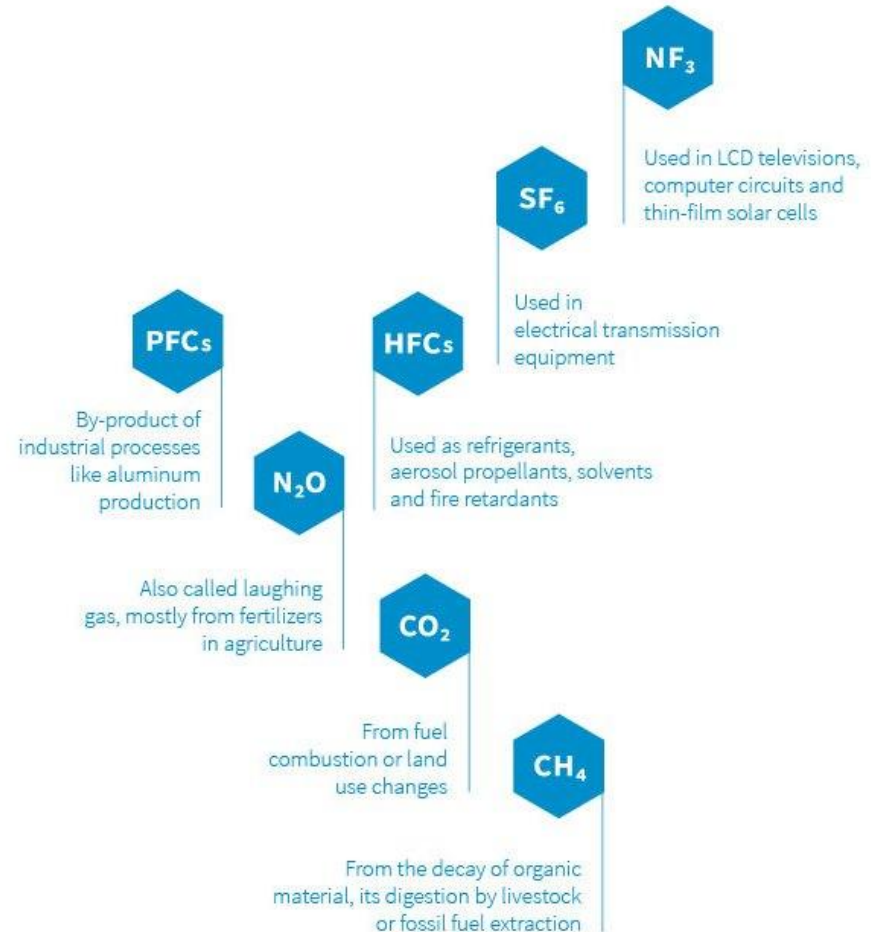 NF₃
Used in LCD televisions,
computer circuits and
thin-film solar cells
SF₆
Used in
electrical transmission
equipment
PFCs
By-product of
industrial processes
like aluminum
production
HFCs
Used as refrigerants,
aerosol propellants, solvents
and fire retardants
N₂O
Also called laughing
gas, mostly from fertilizers
in agriculture
CO₂
From fuel
combustion or land
use changes
CH₄
From the decay of organic
material, its digestion by livestock
or fossil fuel extraction